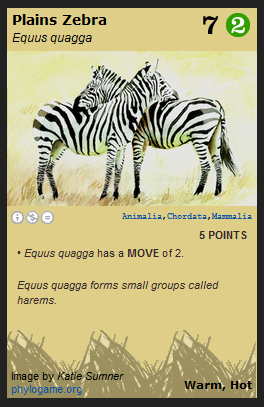 Plains Zebra 7 2
Equus quagga
Animalia,Chordata,Mammalia
5 POINTS
• Equus quagga has a MOVE of 2.
Equus quagga forms small groups called
harems.
Image by Katie Sumner
phylogame.org
Warm, Hot